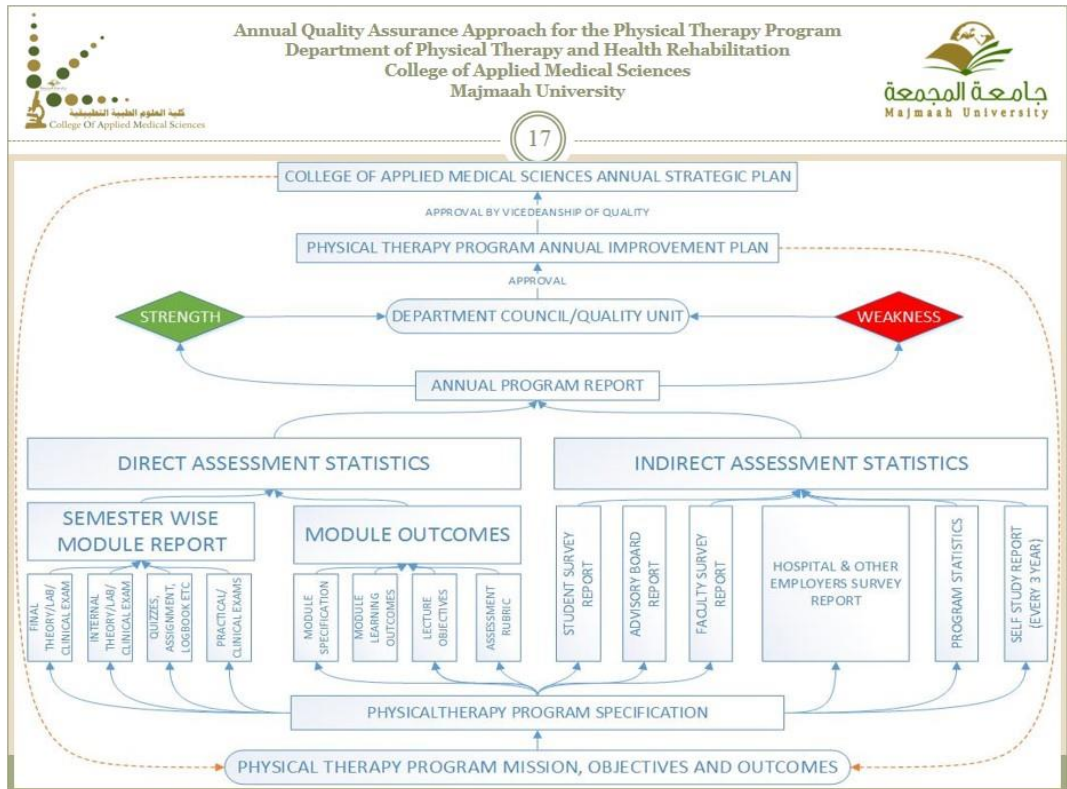 Annual Quality Assurance Approach for the Physical Therapy Program
Department of Physical Therapy and Health Rehabilitation
College of Applied Medical Sciences
Majmaah University
كلية العلوم الطبية التطبيقية
College Of Applied Medical Sciences
جامعة المجمعة
Majmaah University
17
COLLEGE OF APPLIED MEDICAL SCIENCES ANNUAL STRATEGIC PLAN
APPROVAL BY VICEDEANSHIP OF QUALITY
PHYSICAL THERAPY PROGRAM ANNUAL IMPROVEMENT PLAN
APPROVAL
STRENGTH
DEPARTMENT COUNCIL/QUALITY UNIT
WEAKNESS
ANNUAL PROGRAM REPORT
DIRECT ASSESSMENT STATISTICS
INDIRECT ASSESSMENT STATISTICS
SEMESTER WISE
MODULE REPORT
MODULE OUTCOMES
FINAL
THEORY/LAB/
CLINICAL EXAM
INTERNAL
THEORY/LAB/
CLINICAL EXAM
QUIZZES,
ASSIGNMENT,
LOGBOOK ETC
PRACTICAL/
CLINICAL EXAMS
MODULE
SPECIFICATION
MODULE
LEARNING
OUTCOMES
LECTURE
OBJECTIVES
ASSESSMENT
RUBRIC
STUDENT SURVEY
REPORT
ADVISORY BOARD
REPORT
FACULTY SURVEY
REPORT
HOSPITAL & OTHER
EMPLOYERS SURVEY
REPORT
PROGRAM STATISTICS
SELF STUDY REPORT
(EVERY 3 YEAR)
PHYSICALTHERAPY PROGRAM SPECIFICATION
PHYSICAL THERAPY PROGRAM MISSION, OBJECTIVES AND OUTCOMES